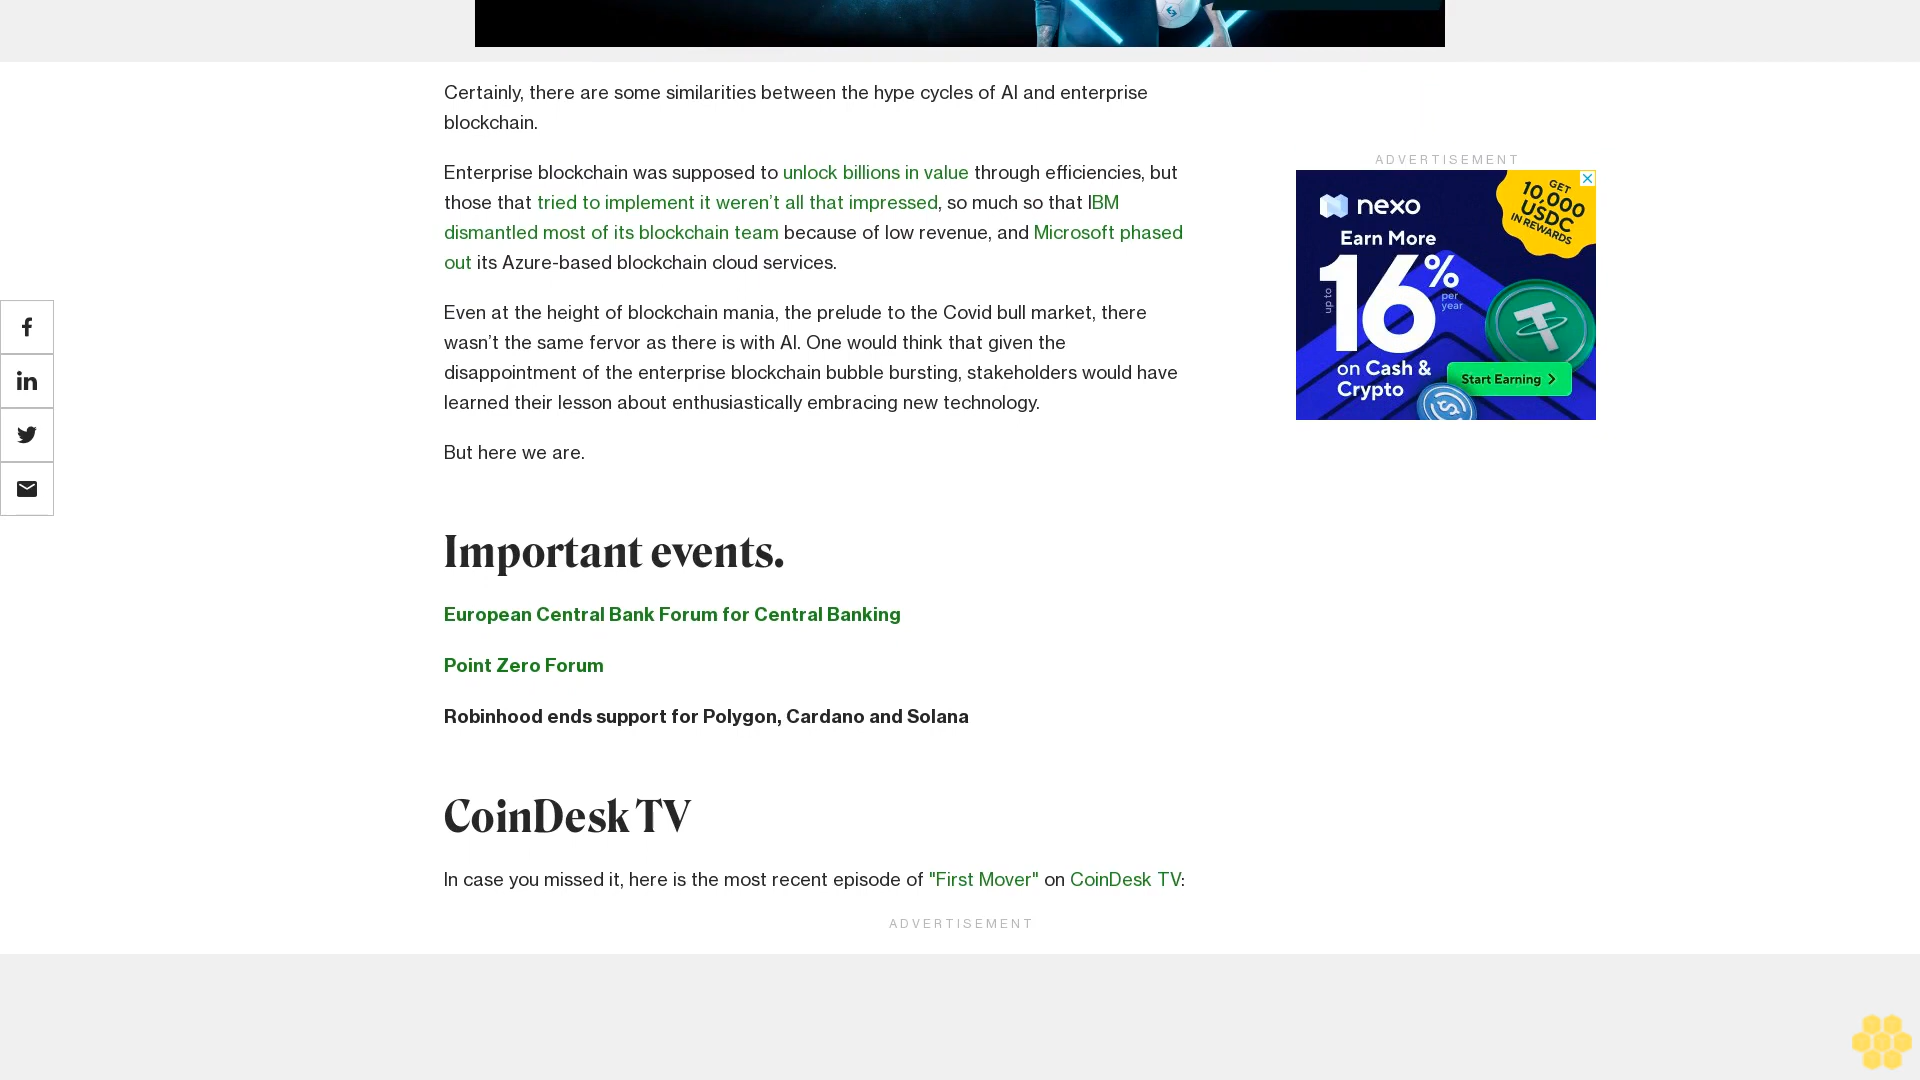 Certainly, there are some similarities between the hype cycles of AI and enterprise
blockchain.
Enterprise blockchain was supposed to unlock billions in value through efficiencies, but
those that tried to implement it weren’t all that impressed, so much so that IBM
dismantled most of its blockchain team because of low revenue, and Microsoft phased
out its Azure-based blockchain cloud services.
Even at the height of blockchain mania, the prelude to the Covid bull market, there
wasn’t the same fervor as there is with AI. One would think that given the
disappointment of the enterprise blockchain bubble bursting, stakeholders would have
learned their lesson about enthusiastically embracing new technology.
But here we are.
Important events.
European Central Bank Forum for Central Banking
Point Zero Forum
Robinhood ends support for Polygon, Cardano and Solana
CoinDesk TV
In case you missed it, here is the most recent episode of "First Mover" on CoinDesk TV:
ADVERTISEMENT
ADVERTISEMENT
nexo
GET
10,000
USDC
IN REWARDS
Earn More
up to
16%
per
year
on Cash &
Crypto
Start Earning